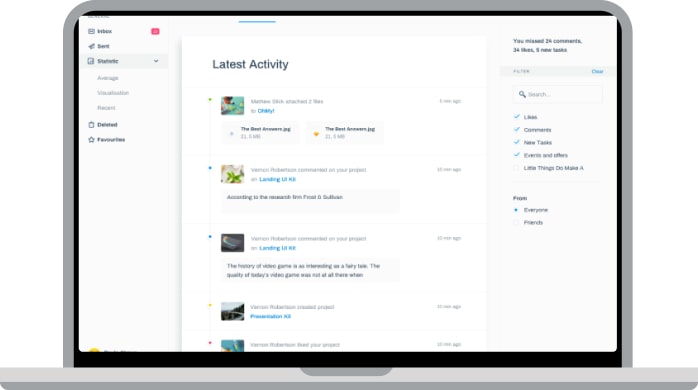 GENERAL
Inbox
Sent
Statistic
Average
Visualisation
Recent
Deleted
Favourites
Latest Activity
Mathew Stick attached 2 files
to OhMy!
5 min ago
The Best Answers.jpg
21, 5 MB
The Best Answers.jpg
21, 5 MB
Vernon Robertson commented on your project
on Landing UI Kit
10 min ago
According to the research firm Frost & Sullivan
Vernon Robertson commented on your project
on Landing UI Kit
10 min ago
The history of video game is as interesting as a fairy tale. The
quality of today's video game was not at all there when
Vernon Robertson created project
Presentation Kit
10 min ago
Vernon Robertson liked your project
10 min ago
You missed 24 comments,
34 likes, 5 new tasks
FILTER
Clear
Search...
Likes
Comments
New Tasks
Events and offers
Little Things Do Make A
From
Everyone
Friends